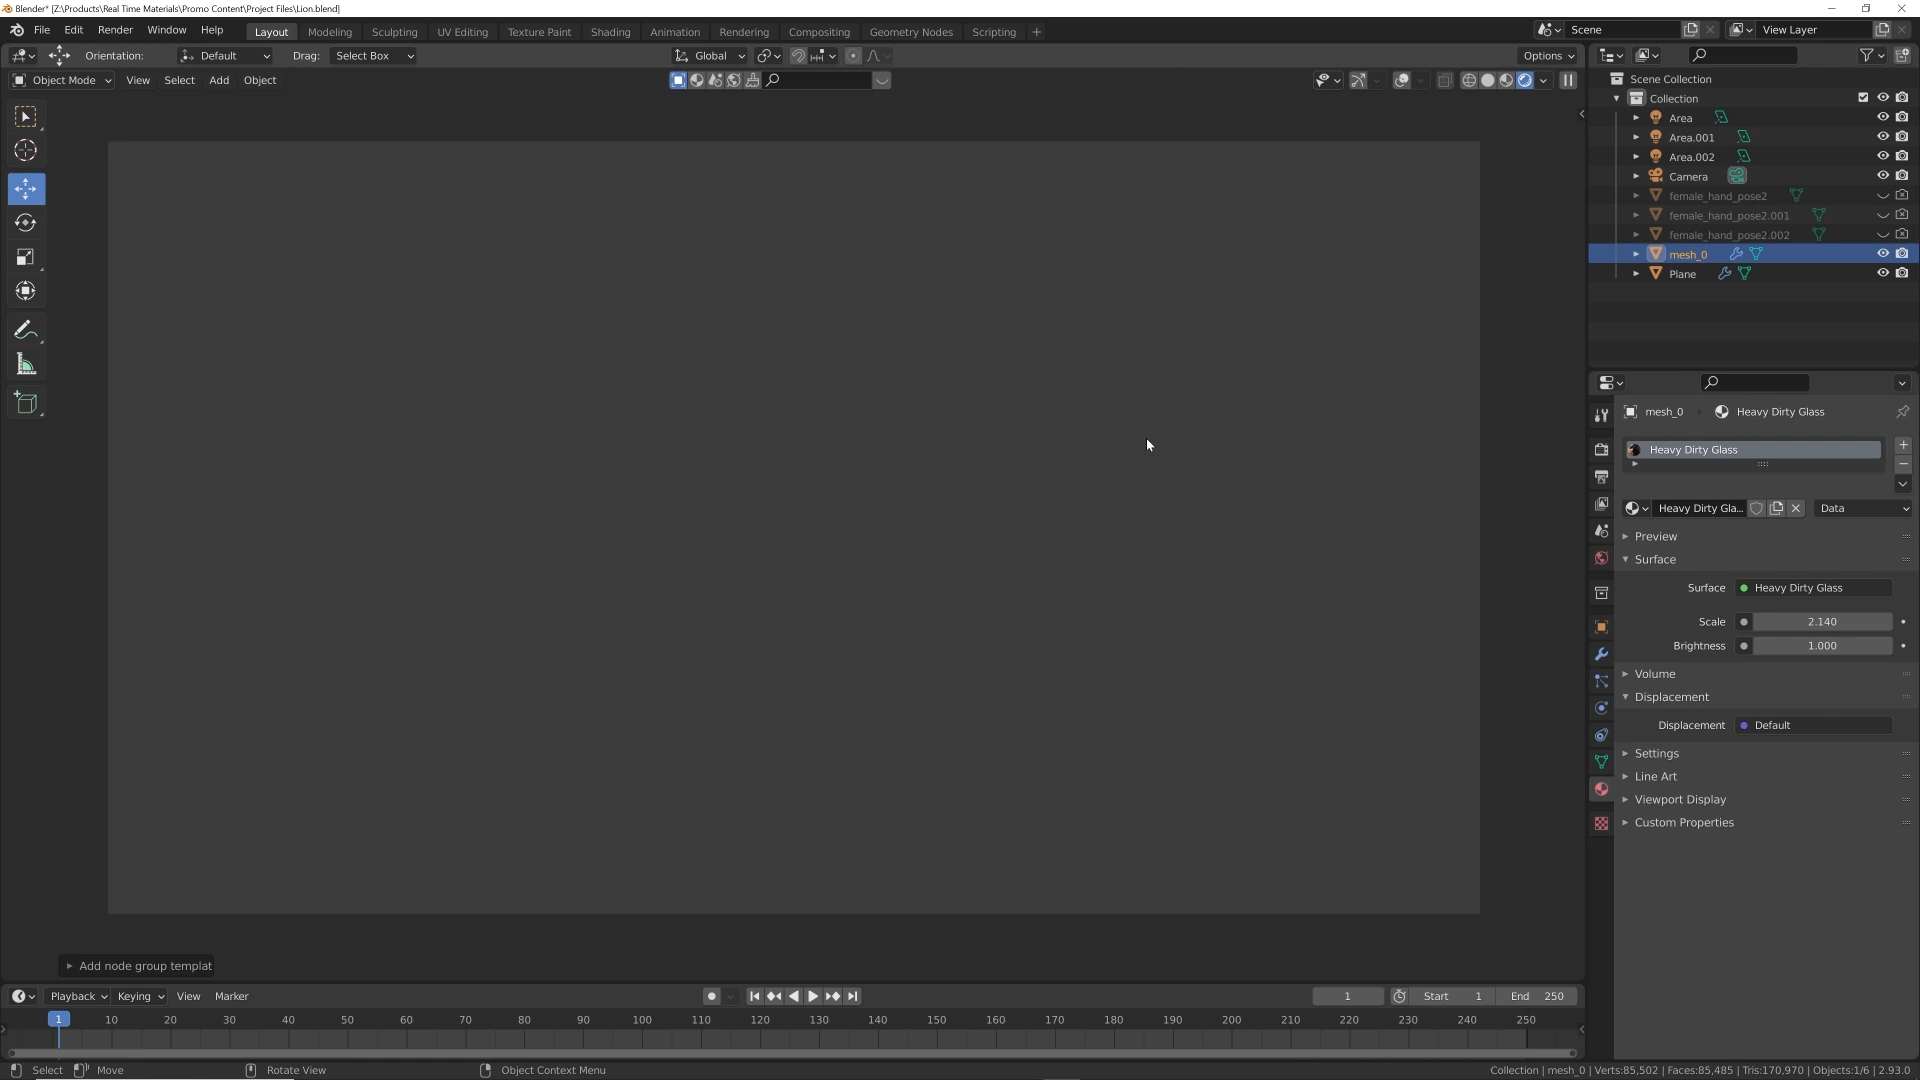 Blender* [Z:\Products\Real Time Materials\Promo Content\Project Files\Lion.blend]
File Edit Render Window Help Layout Modeling Sculpting UV Editing Texture Paint Shading Animation Rendering Compositing Geometry Nodes Scripting + Scene View Layer
Orientation: Default Drag: Select Box Global Options
Object Mode View Select Add Object
Scene Collection
Collection
Area
Area.001
Area.002
Camera
female_hand_pose2
female_hand_pose2.001
female_hand_pose2.002
mesh_0
Plane
mesh_0 Heavy Dirty Glass
Heavy Dirty Glass
Heavy Dirty Gla... Data
Preview
Surface
Surface Heavy Dirty Glass
Scale 2.140
Brightness 1.000
Volume
Displacement
Displacement Default
Settings
Line Art
Viewport Display
Custom Properties
Add node group templat
Playback Keying View Marker 1 Start 1 End 250
1 10 20 30 40 50 60 70 80 90 100 110 120 130 140 150 160 170 180 190 200 210 220 230 240 250
Select Move Rotate View Object Context Menu Collection | mesh_0 | Verts:85,502 | Faces:85,485 | Tris:170,970 | Objects:1/6 | 2.93.0